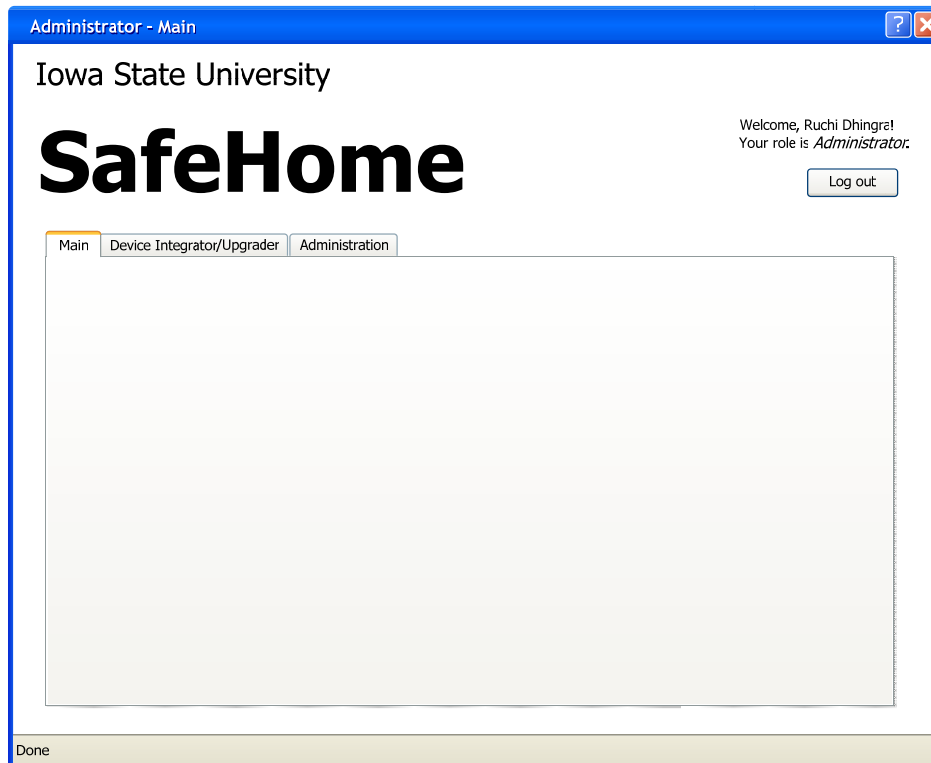 Administrator - Main
?
Iowa State University
SafeHome
Welcome, Ruchi Dhingra!
Your role is Administrator.
Log out
Main
Device Integrator/Upgrader
Administration
Done